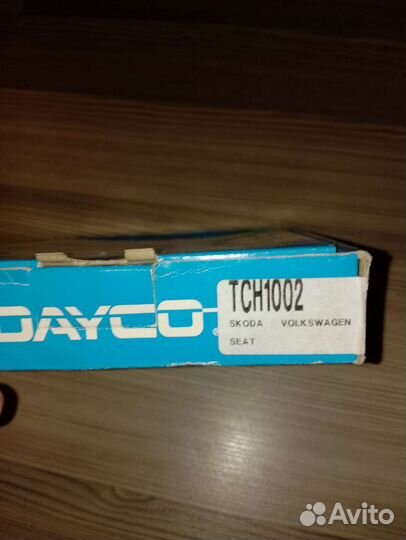 DAYCO
TCH1002
SKODA VOLKSWAGEN
SEAT
Avito